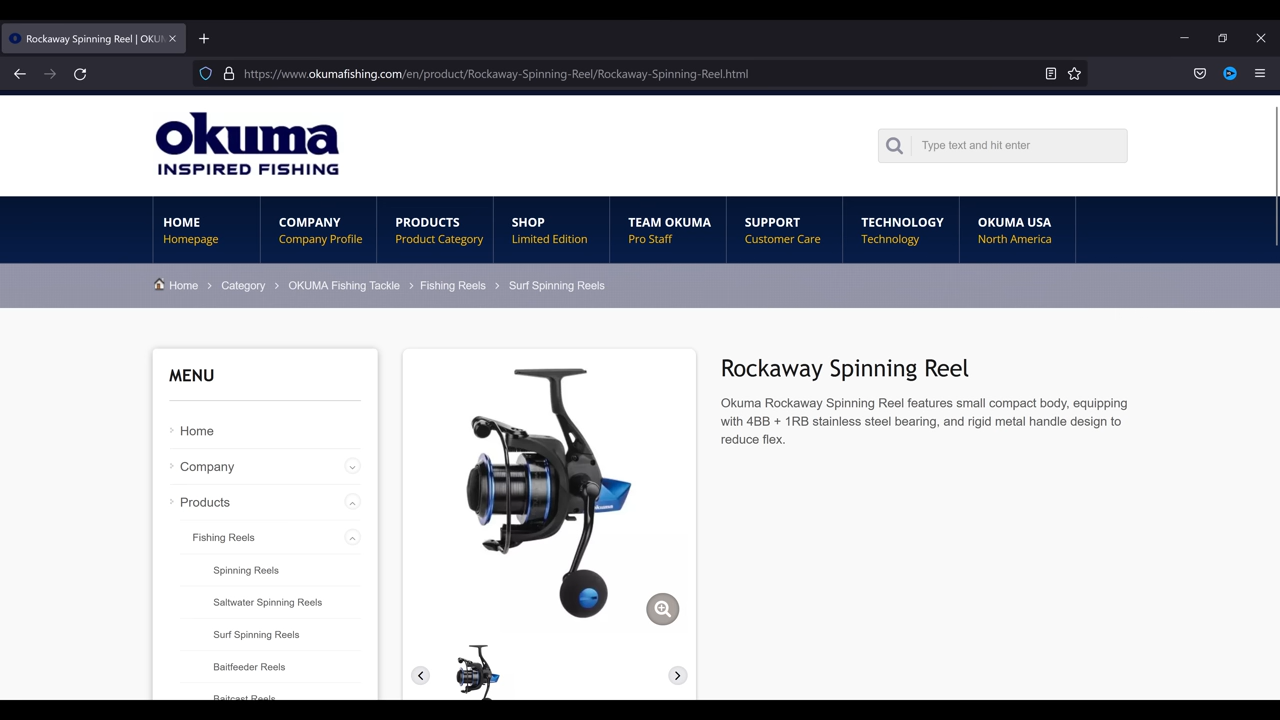 Rockaway Spinning Reel | OKUM
https://www.okumafishing.com/en/product/Rockaway-Spinning-Reel/Rockaway-Spinning-Reel.html
okuma
INSPIRED FISHING
Type text and hit enter
HOME COMPANY PRODUCTS SHOP TEAM OKUMA SUPPORT TECHNOLOGY OKUMA USA
Homepage Company Profile Product Category Limited Edition Pro Staff Customer Care Technology North America
Home > Category > OKUMA Fishing Tackle > Fishing Reels > Surf Spinning Reels
MENU
Home
Company
Products
Fishing Reels
Spinning Reels
Saltwater Spinning Reels
Surf Spinning Reels
Baitfeeder Reels
Baitcast Reels
Rockaway Spinning Reel
Okuma Rockaway Spinning Reel features small compact body, equipping
with 4BB + 1RB stainless steel bearing, and rigid metal handle design to
reduce flex.